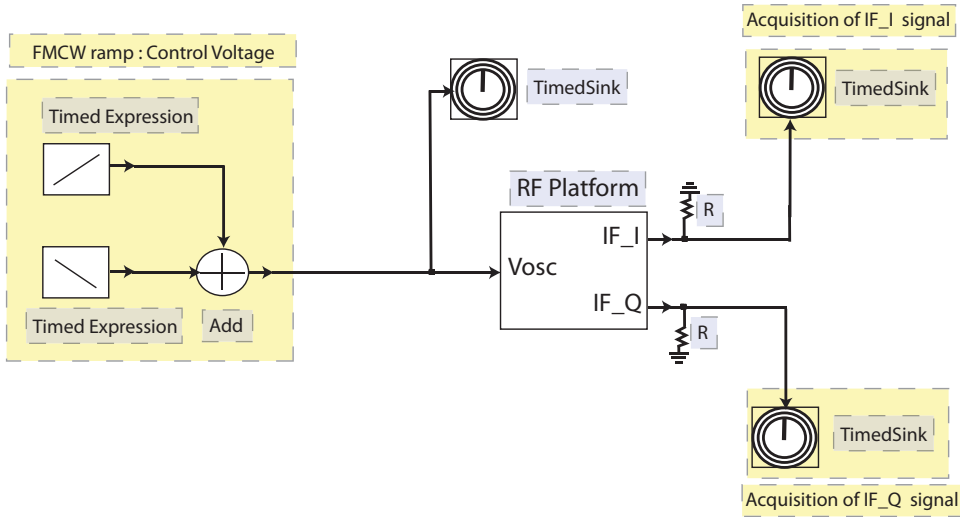 Acquisition of IF_I signal
FMCW ramp : Control Voltage
TimedSink
TimedSink
Timed Expression
RF Platform
R
IF_I
Vosc
IF_Q
Timed Expression
Add
R
TimedSink
Acquisition of IF_Q signal